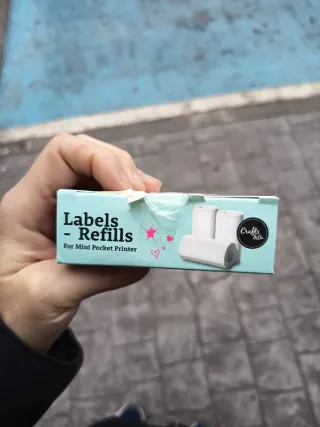 Labels
- Refills
For Mini Pocket Printer
Crafts
&Co.